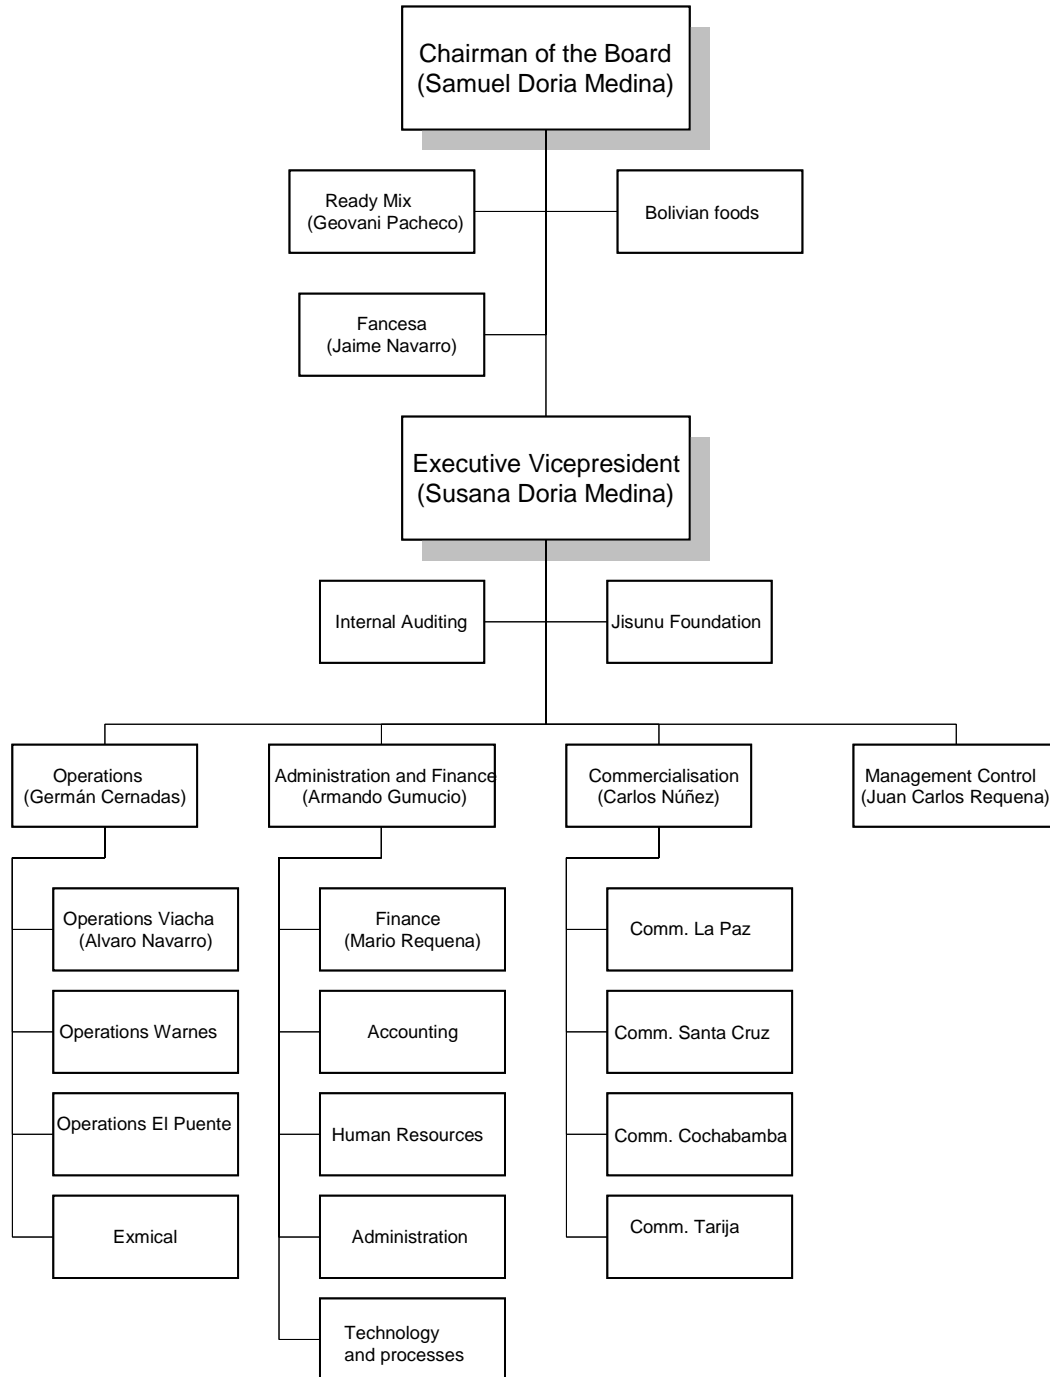 Chairman of the Board
(Samuel Doria Medina)
Ready Mix
(Geovani Pacheco)
Bolivian foods
Fancesa
(Jaime Navarro)
Executive Vicepresident
(Susana Doria Medina)
Internal Auditing
Jisunu Foundation
Operations
(Germán Cernadas)
Administration and Finance
(Armando Gumucio)
Commercialisation
(Carlos Núñez)
Management Control
(Juan Carlos Requena)
Operations Viacha
(Alvaro Navarro)
Finance
(Mario Requena)
Comm. La Paz
Operations Warnes
Accounting
Comm. Santa Cruz
Operations El Puente
Human Resources
Comm. Cochabamba
Exmical
Administration
Comm. Tarija
Technology
and processes